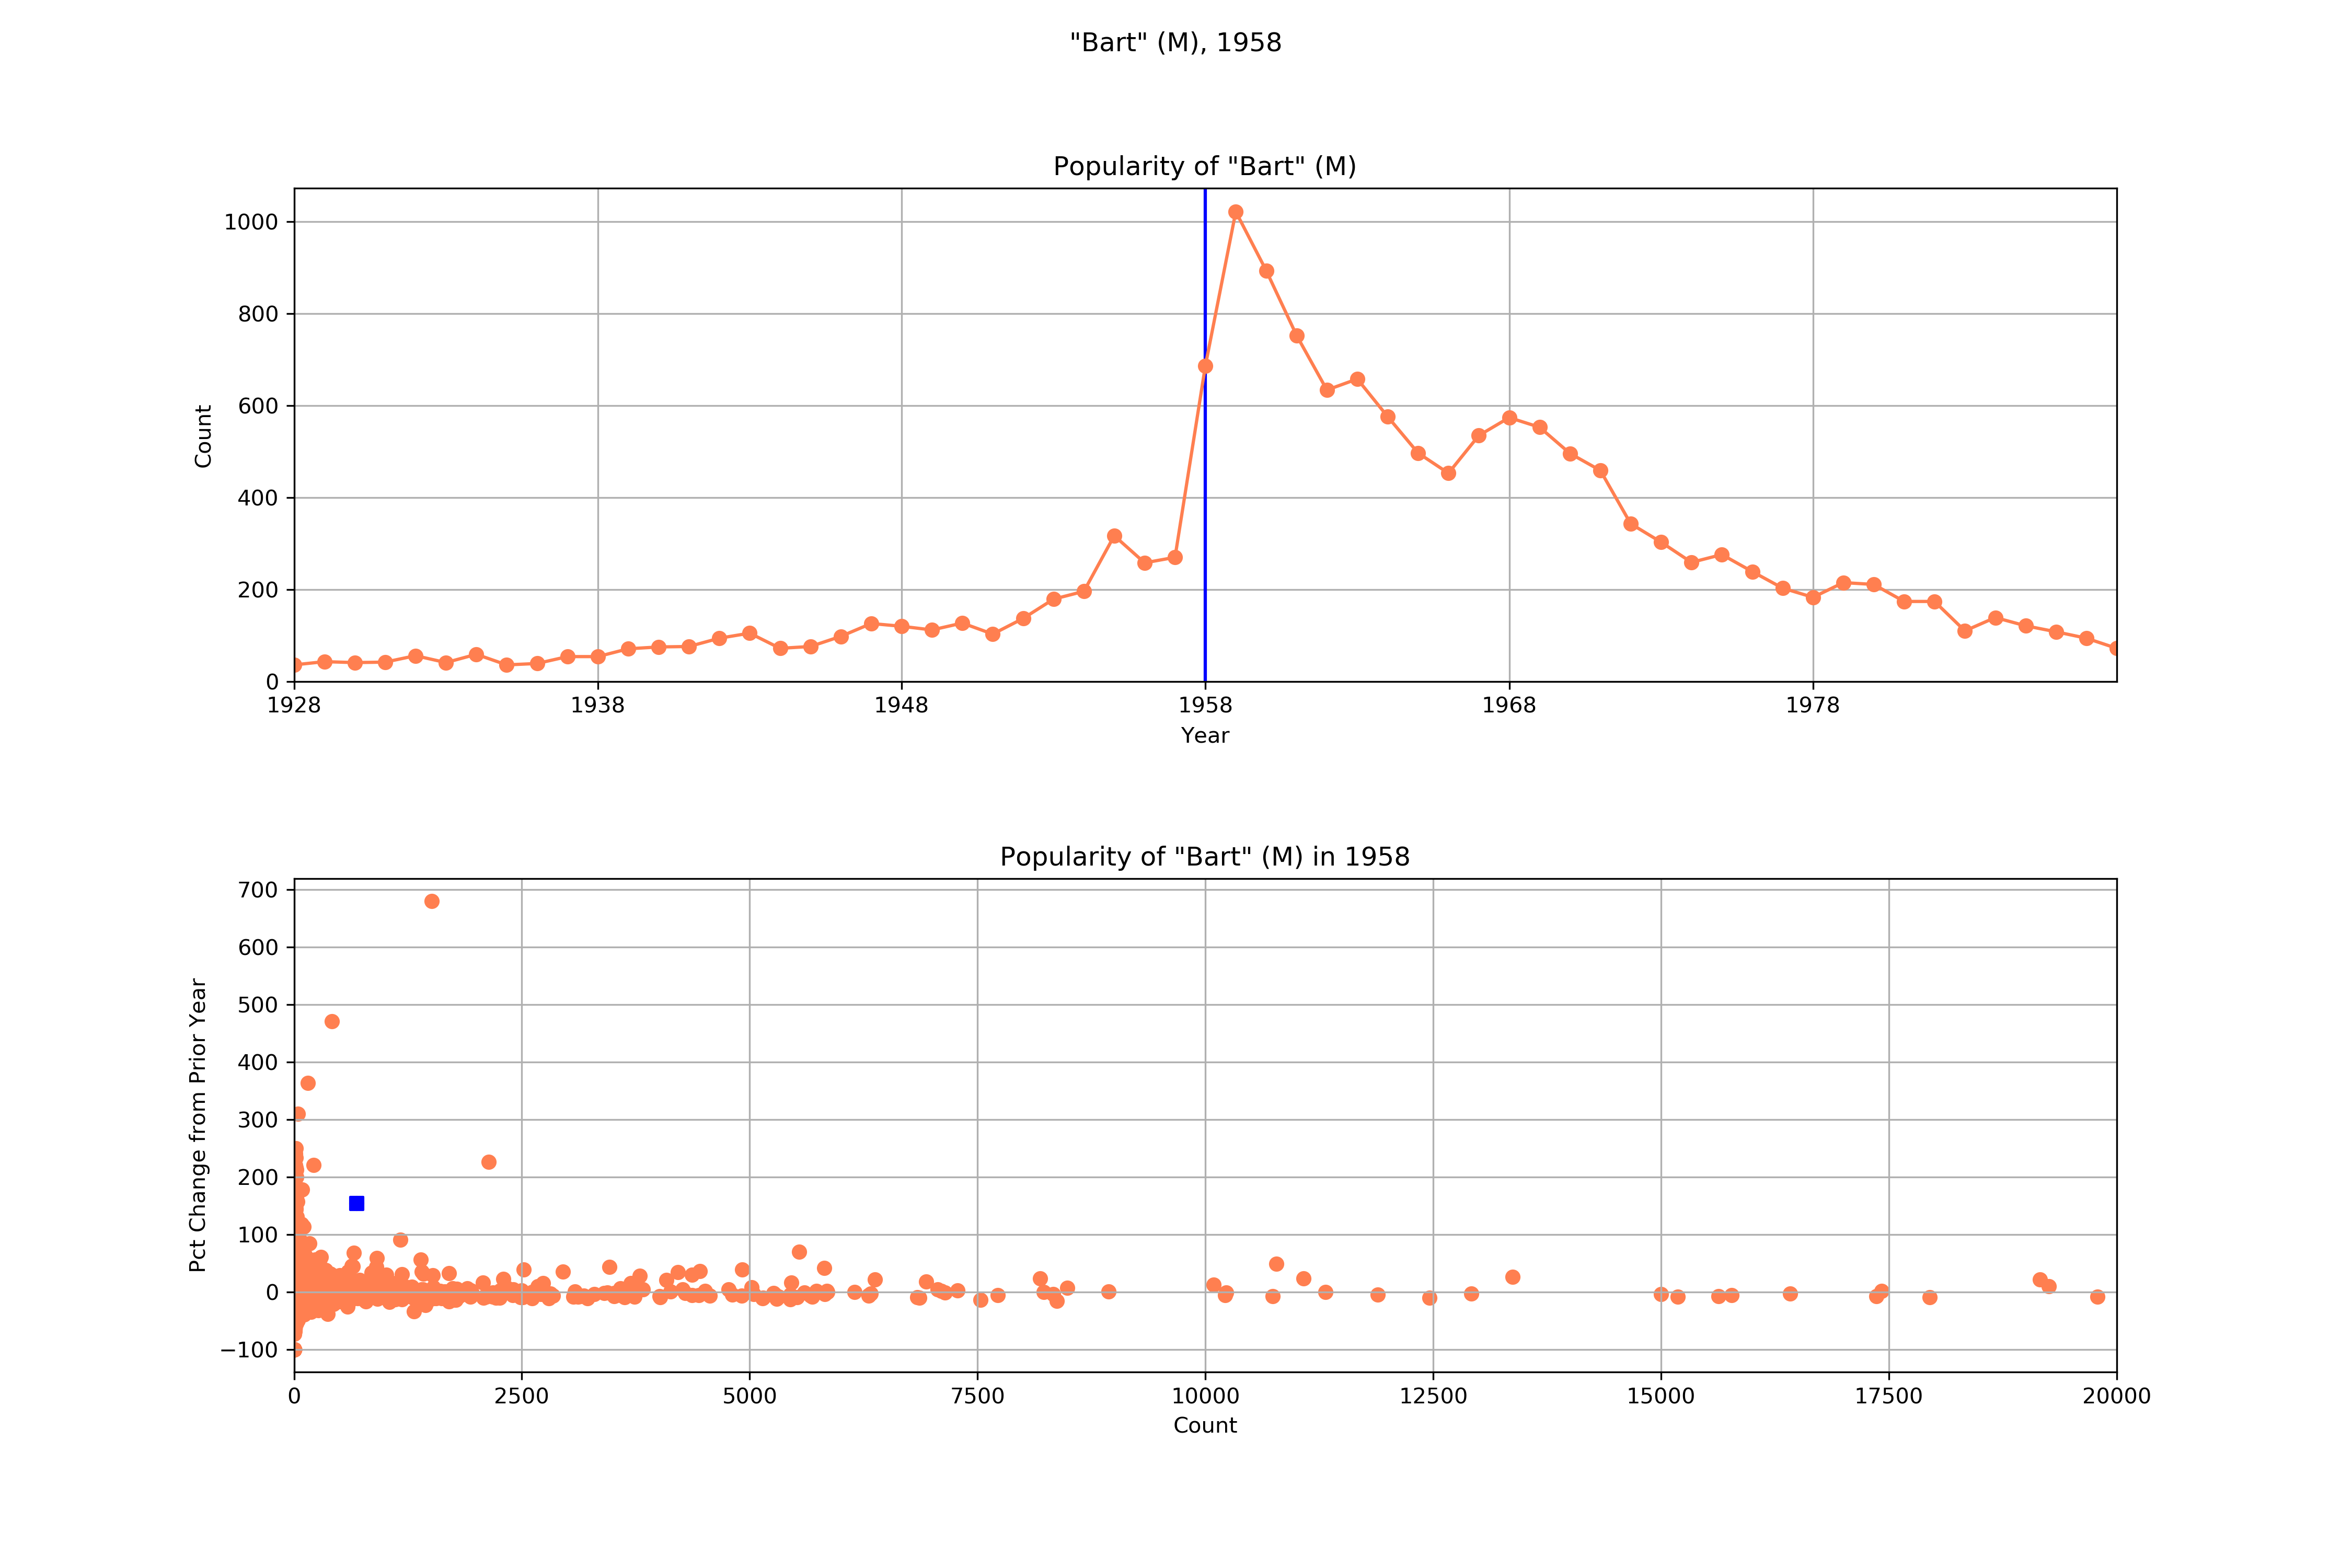 "Bart" (M), 1958
Popularity of "Bart" (M)
1000
800
600
400
200
0
Count
1928 1938 1948 1958 1968 1978
Year
Popularity of "Bart" (M) in 1958
700
600
500
400
300
200
100
0
−100
Pct Change from Prior Year
0 2500 5000 7500 10000 12500 15000 17500 20000
Count